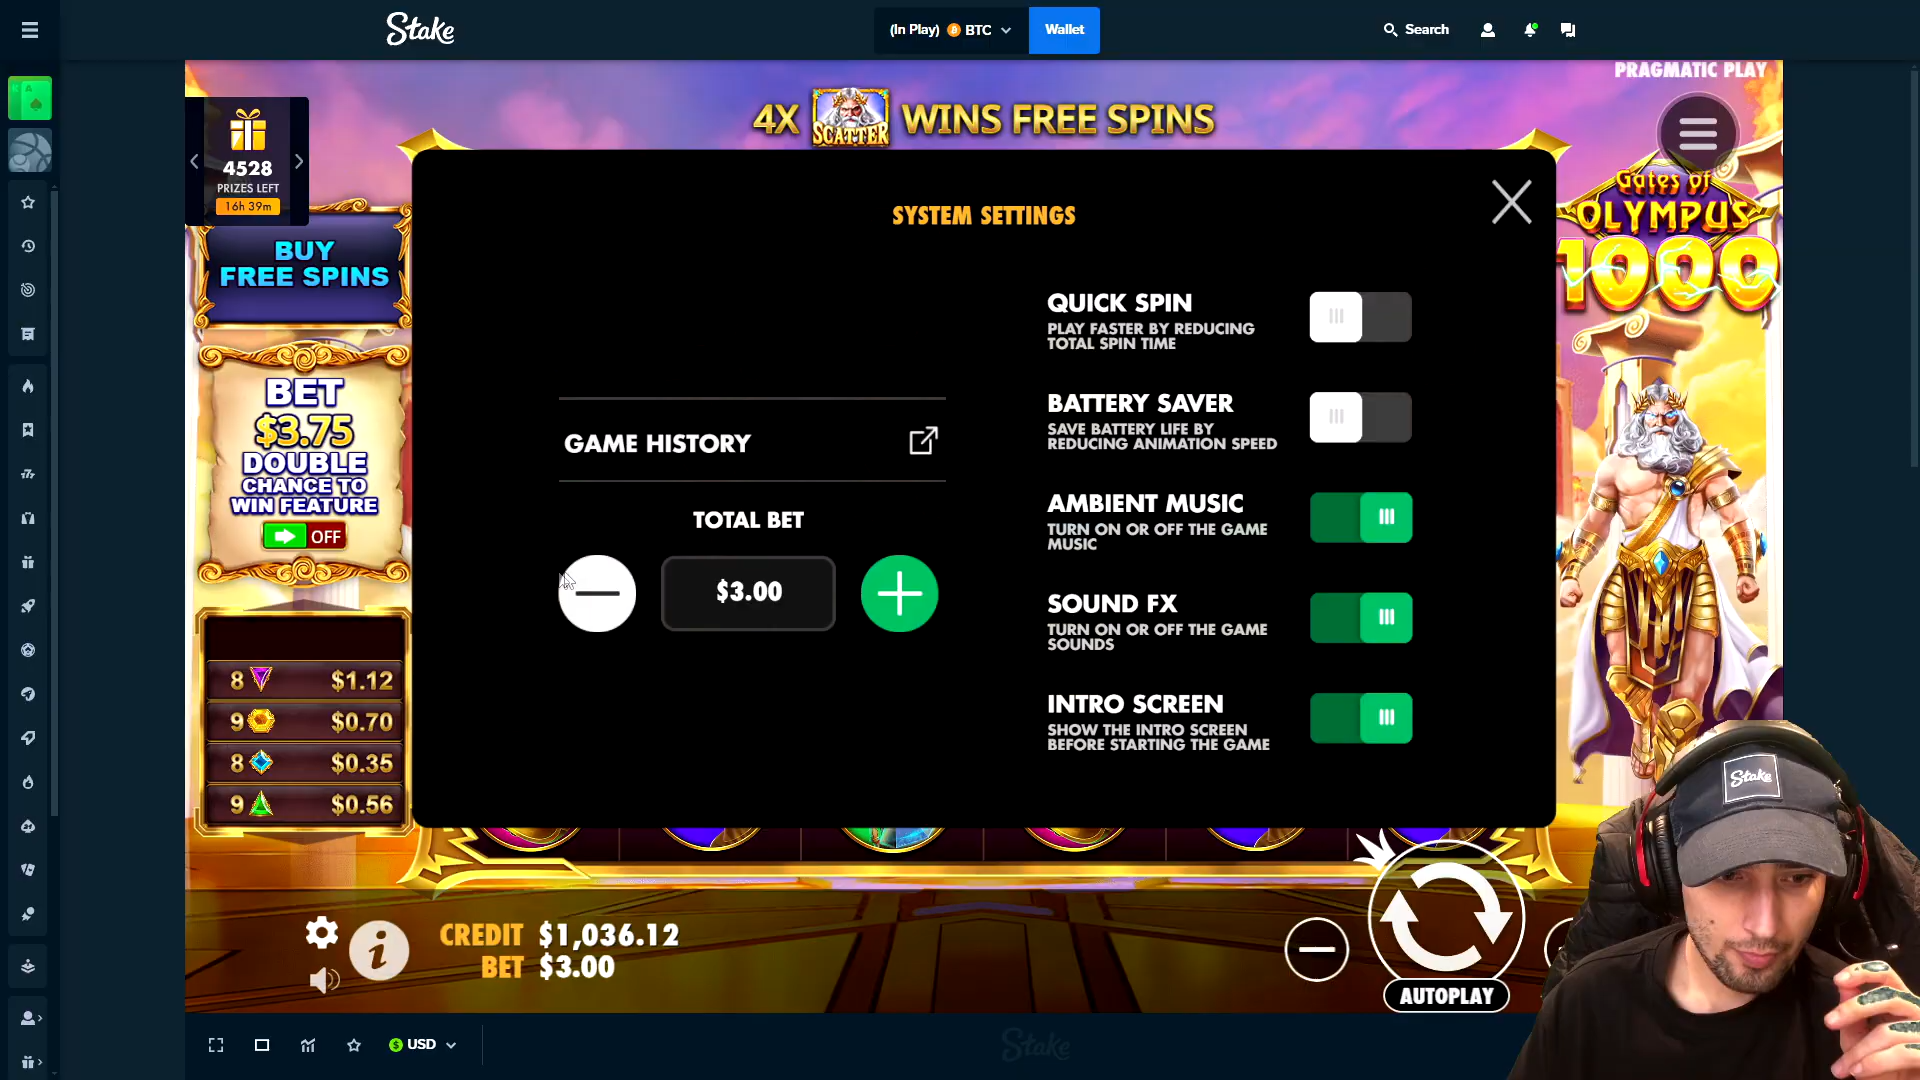 Stake
(In Play) BTC
Wallet
Search
PRAGMATIC PLAY
4X SCATTER WINS FREE SPINS
4528
PRIZES LEFT
16h 39m
BUY
FREE SPINS
BET
$3.75
DOUBLE
CHANCE TO
WIN FEATURE
OFF
8 $1.12
9 $0.70
8 $0.35
9 $0.56
SYSTEM SETTINGS
GAME HISTORY
TOTAL BET
$3.00
QUICK SPIN
PLAY FASTER BY REDUCING
TOTAL SPIN TIME
BATTERY SAVER
SAVE BATTERY LIFE BY
REDUCING ANIMATION SPEED
AMBIENT MUSIC
TURN ON OR OFF THE GAME
MUSIC
SOUND FX
TURN ON OR OFF THE GAME
SOUNDS
INTRO SCREEN
SHOW THE INTRO SCREEN
BEFORE STARTING THE GAME
Gates of
OLYMPUS
1000
Stake
CREDIT $1,036.12
BET $3.00
AUTOPLAY
USD
Stake